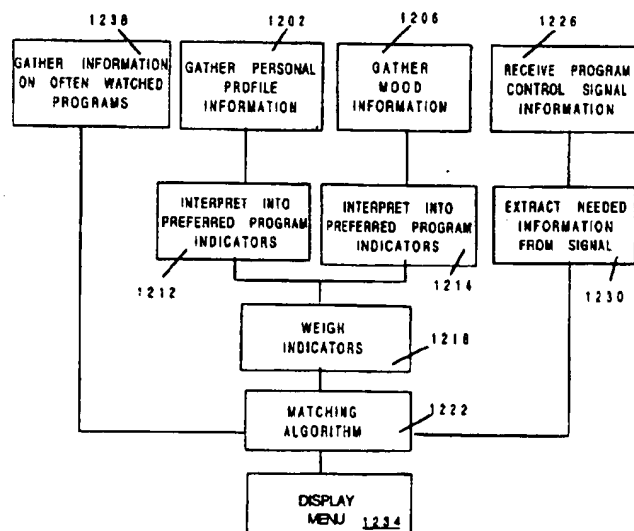 1238
1202
1206
1226
GATHER INFORMATION
ON OFTEN WATCHED
PROGRAMS
GATHER PERSONAL
PROFILE
INFORMATION
GATHER
MOOD
INFORMATION
RECEIVE PROGRAM
CONTROL SIGNAL
INFORMATION
INTERPRET INTO
PREFERRED PROGRAM
INDICATORS
1212
INTERPRET INTO
PREFERRED PROGRAM
INDICATORS
1214
EXTRACT NEEDED
INFORMATION
FROM SIGNAL
1230
WEIGH
INDICATORS
1218
MATCHING
ALGORITHM
1222
DISPLAY
MENU 1234